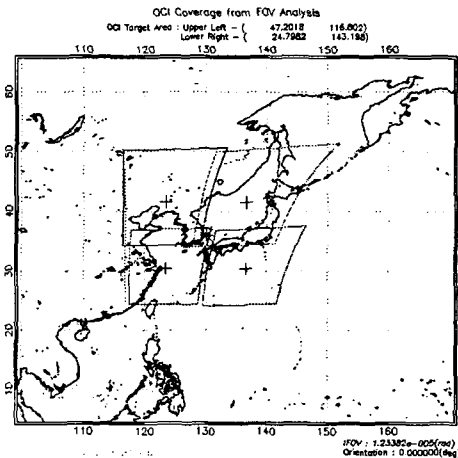 OCI Coverage from FOV Analysis
OCI Target Area : Upper Left - ( 47.2018 116.802)
Lower Right - ( 24.7982 143.198)
110 120 130 140 150 160
60
50
40
30
20
10
110 120 130 140 150 160
IFOV : 1.23382e-005(rad)
Orientation : 0.000000(deg